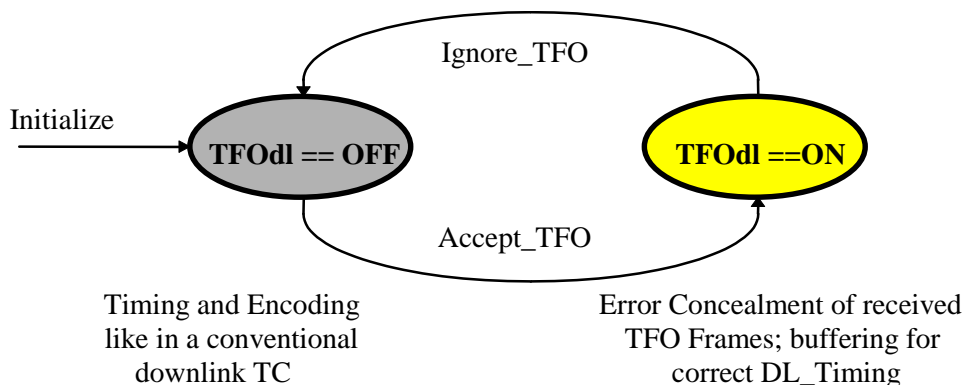 Ignore_TFO
Initialize
TFOdl == OFF
TFOdl ==ON
Accept_TFO
Timing and Encoding
like in a conventional
downlink TC
Error Concealment of received
TFO Frames; buffering for
correct DL_Timing